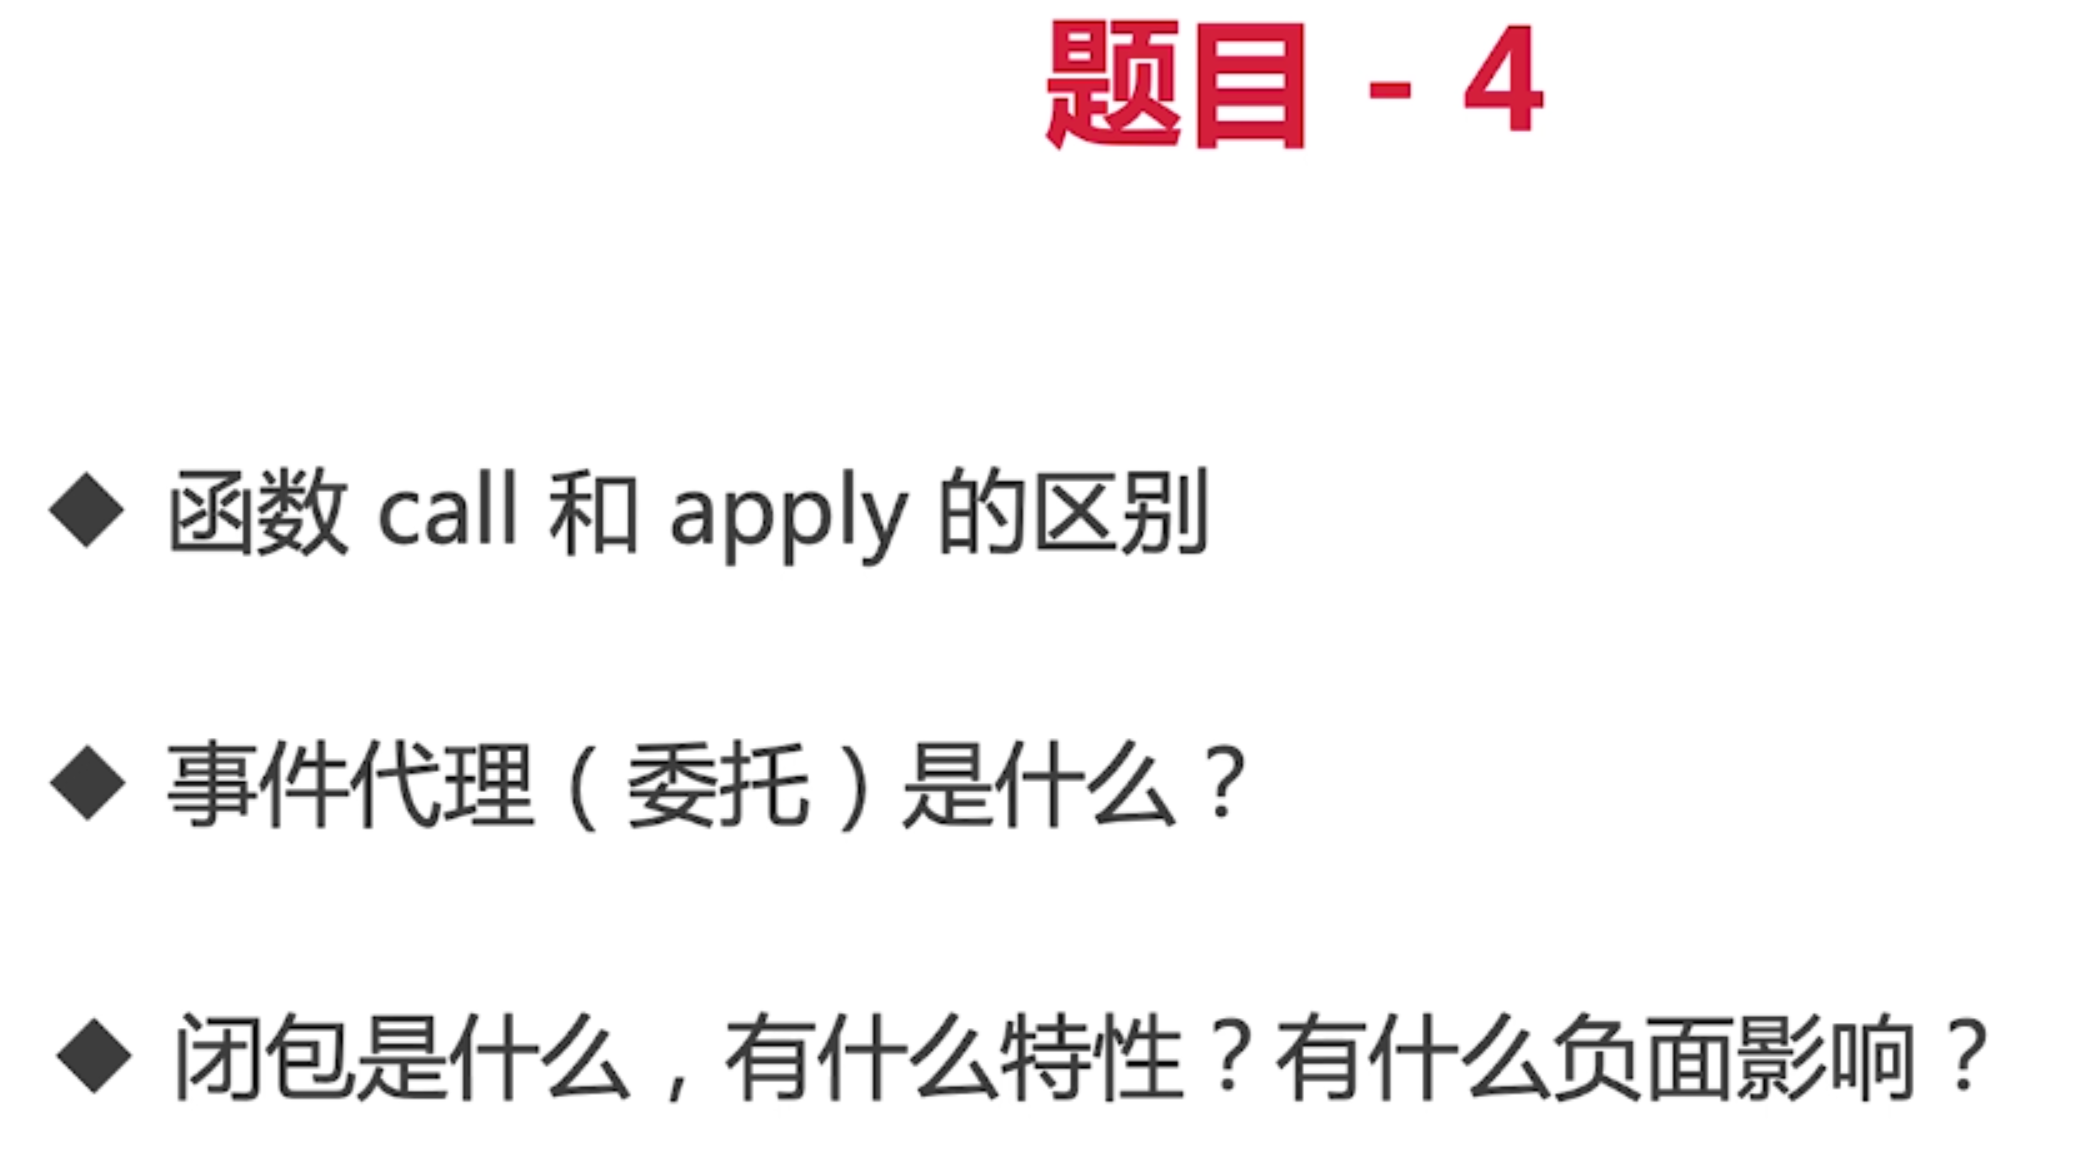 题目 - 4
◆ 函数 call 和 apply 的区别
◆ 事件代理（委托）是什么？
◆ 闭包是什么，有什么特性？有什么负面影响？